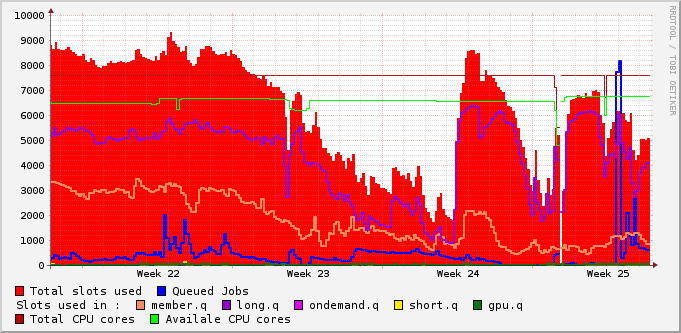 RRDTOOL / TOBI OETIKER
10000
9000
8000
7000
6000
5000
4000
3000
2000
1000
0
Week 22 Week 23 Week 24 Week 25
Total slots used Queued Jobs
Slots used in : member.q long.q ondemand.q short.q gpu.q
Total CPU cores Availale CPU cores